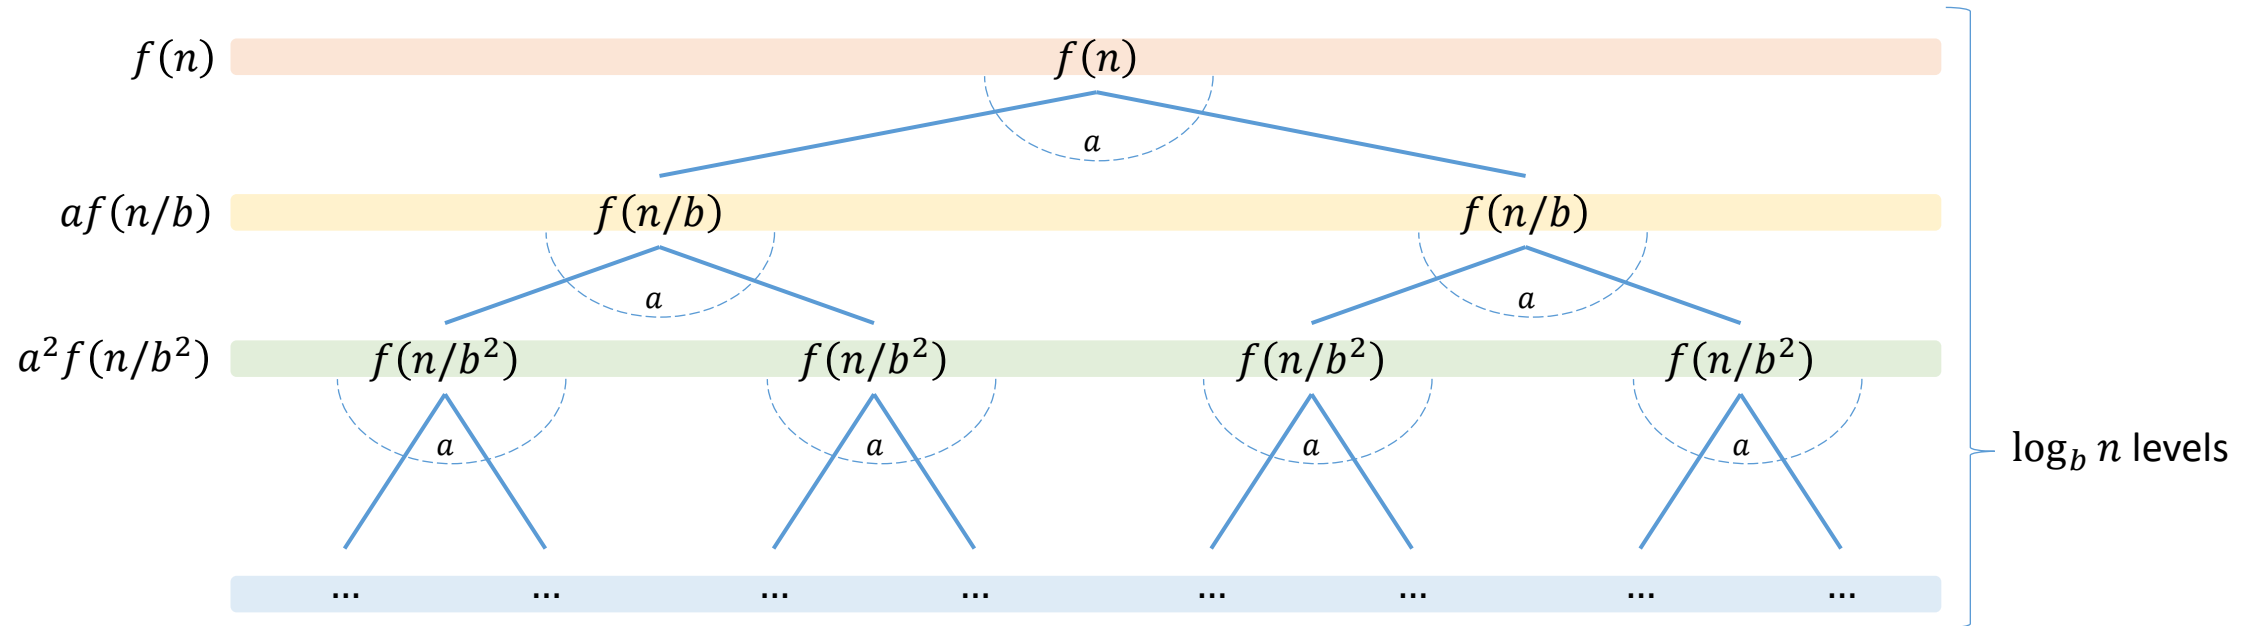 f(n) f(n)
a
af(n/b) f(n/b) f(n/b)
a a
a²f(n/b²) f(n/b²) f(n/b²) f(n/b²) f(n/b²)
a a a a
log_b n levels
... ... ... ... ... ... ... ...